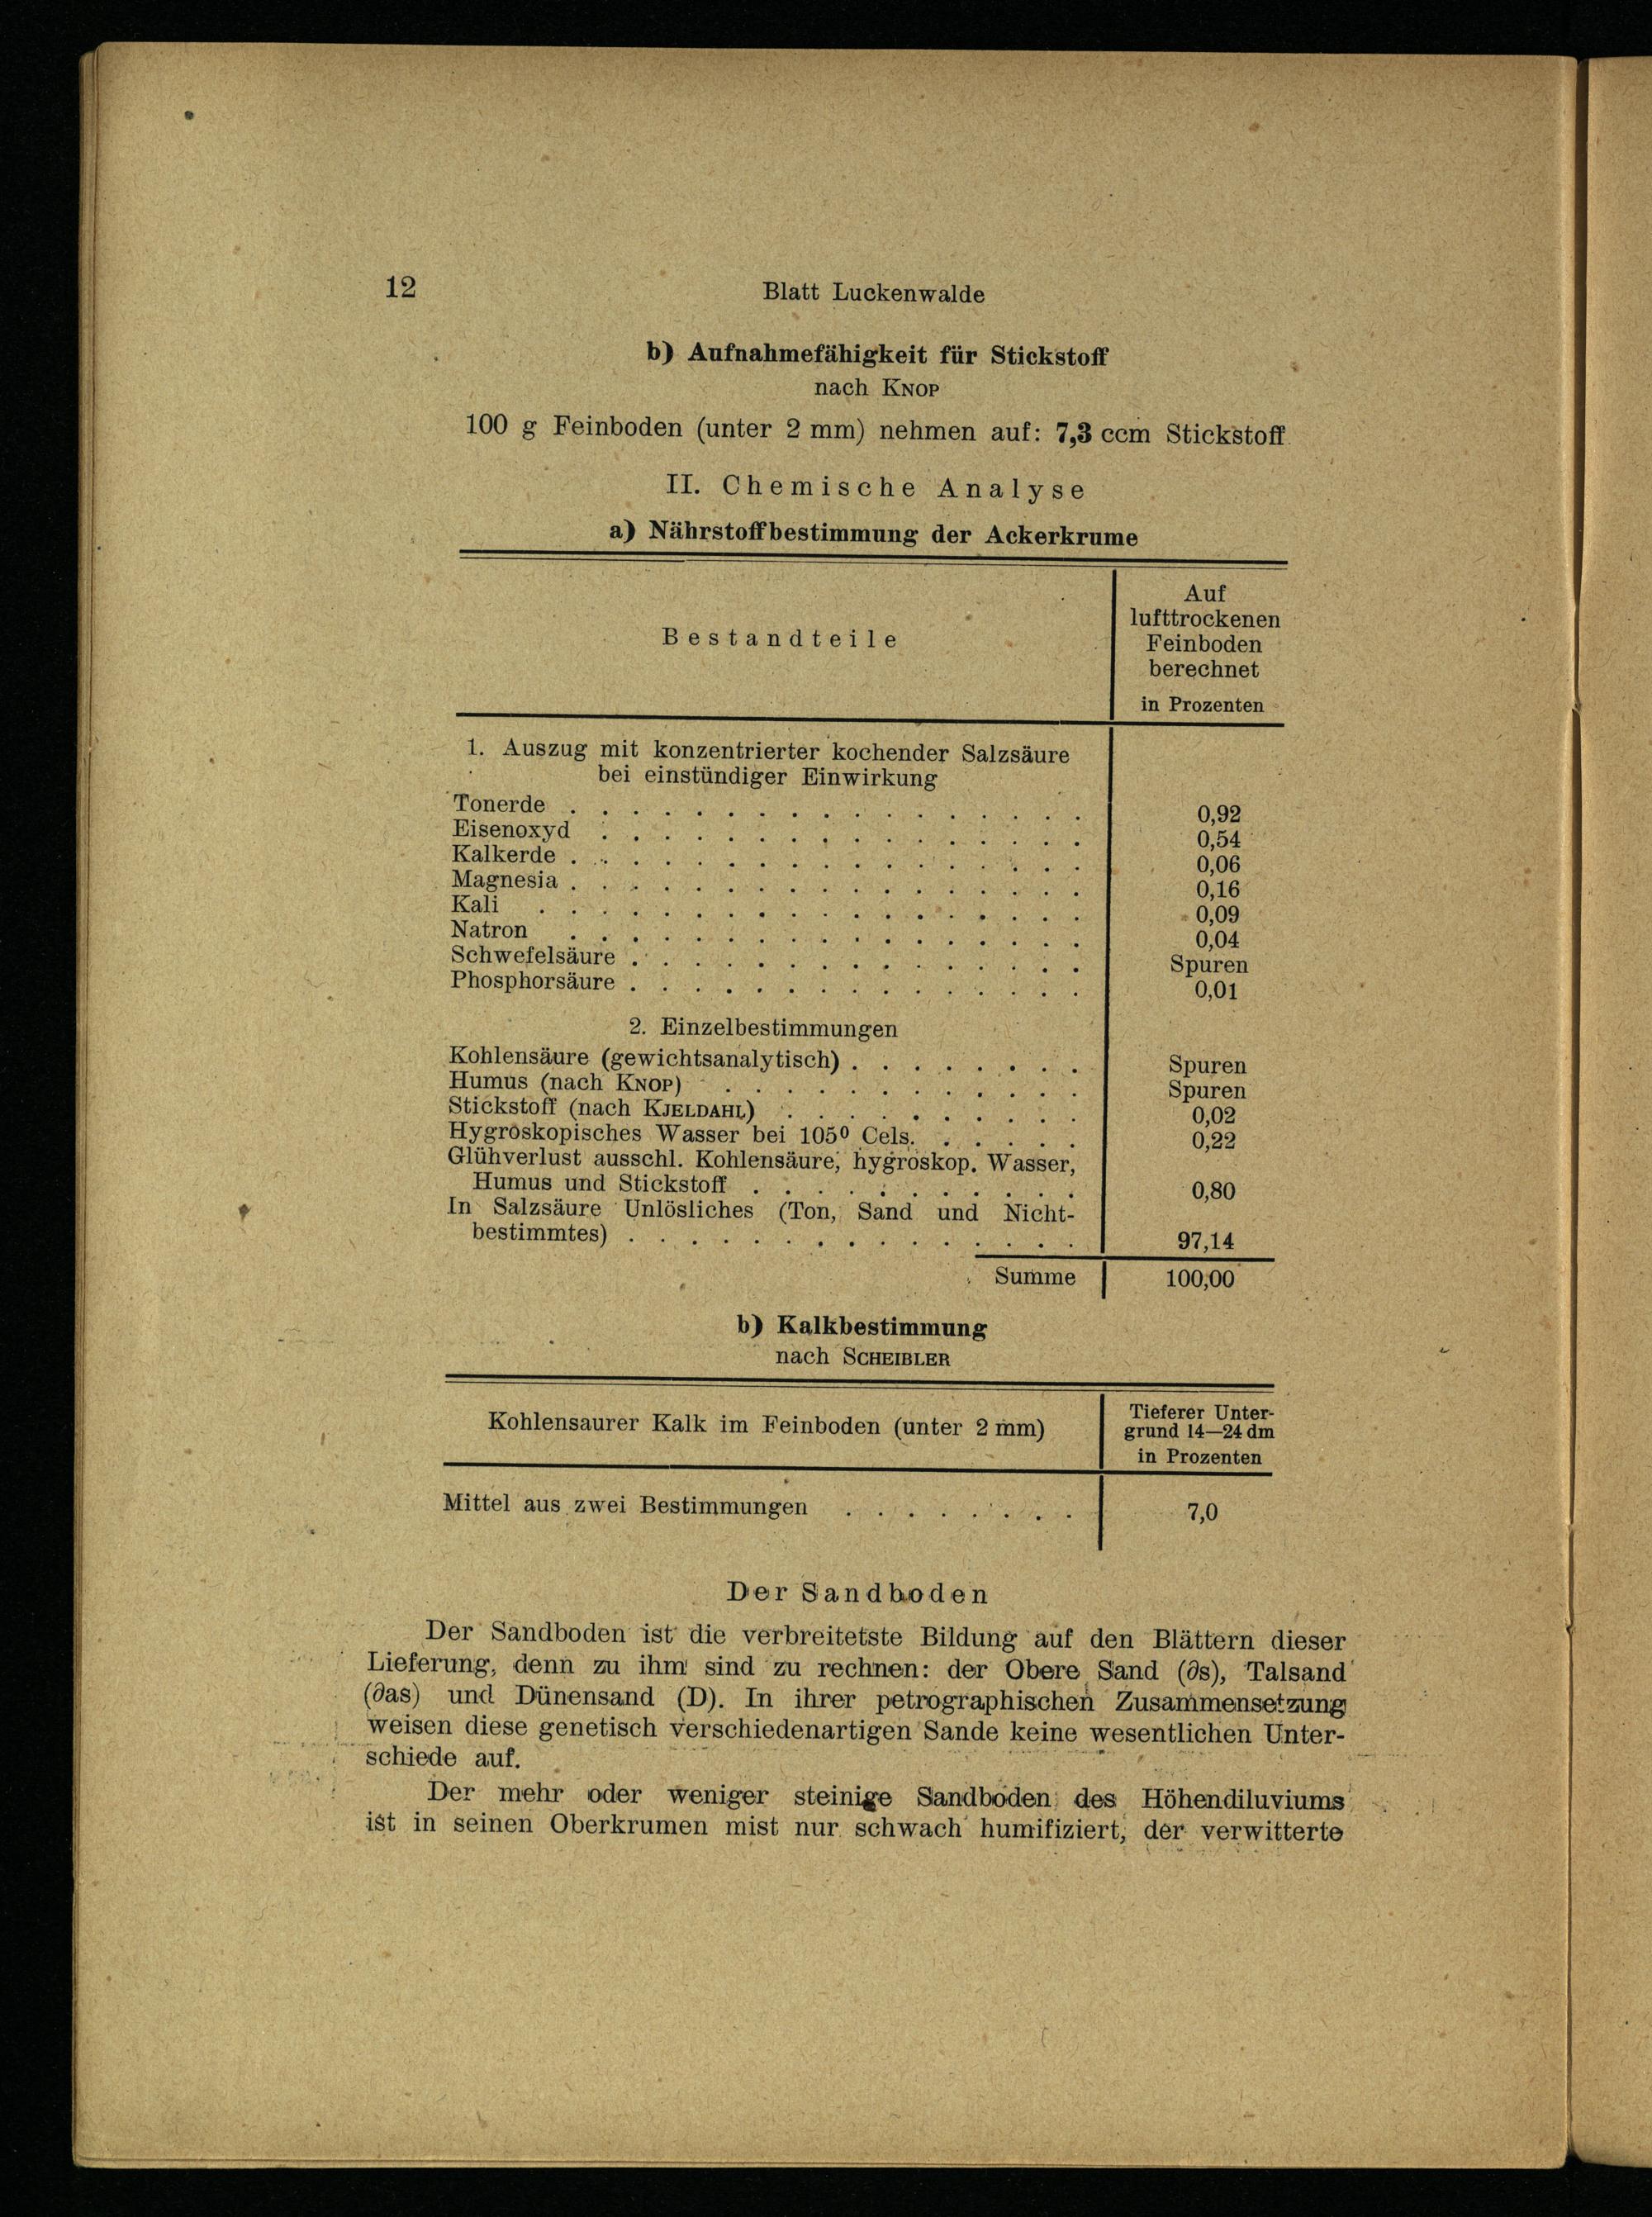 12
Blatt Luckenwalde
b) Aufnahmefähigkeit für Stickstoff
nach KNOP
100 g Feinboden (unter 2 mm) nehmen auf: 7,3 ccm Stickstoff
II. Chemische Analyse
a) Nährstoffbestimmung der Ackerkrume
Bestandteile
Auf
lufttrockenen
Feinboden
berechnet
in Prozenten
1. Auszug mit konzentrierter kochender Salzsäure
bei einstündiger Einwirkung
Tonerde . . . . . . . . . . . . . . . . . 0,92
Eisenoxyd . . . . . . . . . . . . . . . . 0,54
Kalkerde . . . . . . . . . . . . . . . . . 0,06
Magnesia . . . . . . . . . . . . . . . . . 0,16
Kali . . . . . . . . . . . . . . . . . . 0,09
Natron . . . . . . . . . . . . . . . . . 0,04
Schwefelsäure . . . . . . . . . . . . . . . Spuren
Phosphorsäure . . . . . . . . . . . . . . . 0,01
2. Einzelbestimmungen
Kohlensäure (gewichtsanalytisch) . . . . . . . . Spuren
Humus (nach KNOP) . . . . . . . . . . . . Spuren
Stickstoff (nach KJELDAHL) . . . . . . . . . . 0,02
Hygroskopisches Wasser bei 105⁰ Cels. . . . . . 0,22
Glühverlust ausschl. Kohlensäure, hygroskop. Wasser,
Humus und Stickstoff . . . . . . . . . . . 0,80
In Salzsäure Unlösliches (Ton, Sand und Nicht-
bestimmtes) . . . . . . . . . . . . . . . 97,14
Summe 100,00
b) Kalkbestimmung
nach SCHEIBLER
Kohlensaurer Kalk im Feinboden (unter 2 mm)
Tieferer Unter-
grund 14—24 dm
in Prozenten
Mittel aus zwei Bestimmungen . . . . . . . . 7,0
Der Sandboden
Der Sandboden ist die verbreitetste Bildung auf den Blättern dieser
Lieferung, denn zu ihm sind zu rechnen: der Obere Sand (∂s), Talsand
(∂as) und Dünensand (D). In ihrer petrographischen Zusammensetzung
weisen diese genetisch verschiedenartigen Sande keine wesentlichen Unter-
schiede auf.
Der mehr oder weniger steinige Sandboden des Höhendiluviums
ist in seinen Oberkrumen mist nur schwach humifiziert, der verwitterte